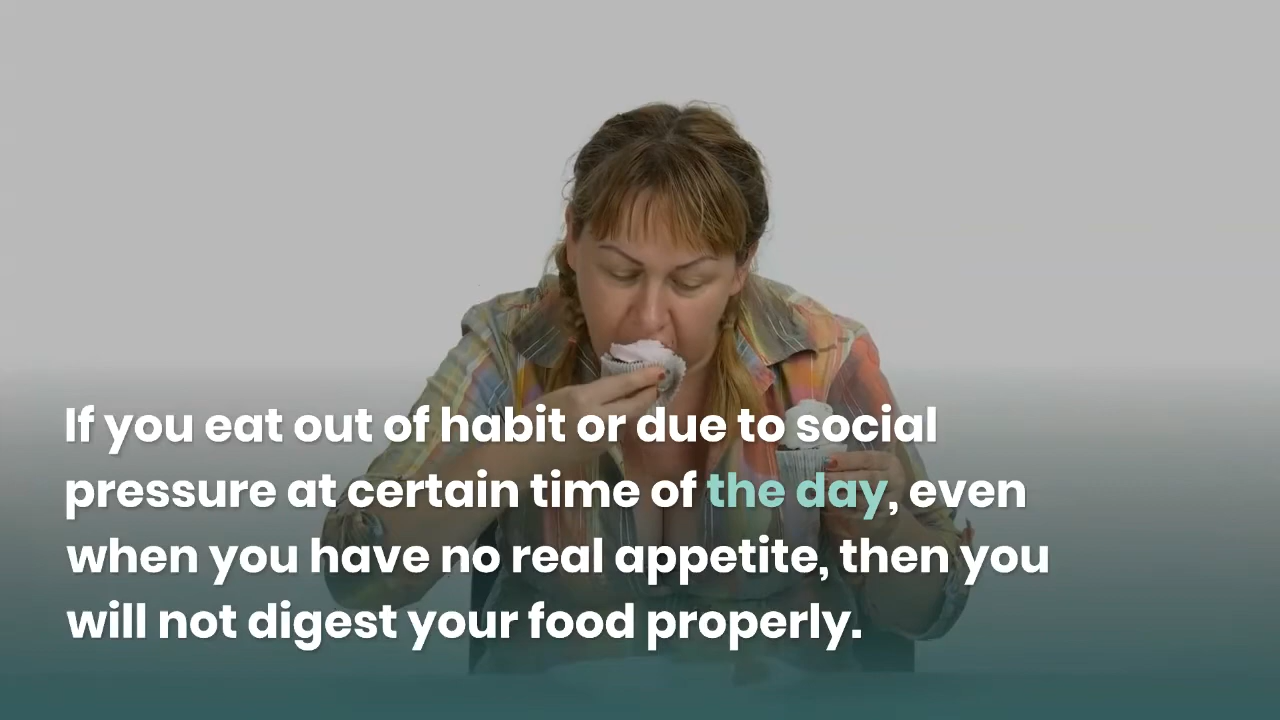 If you eat out of habit or due to social
pressure at certain time of the day, even
when you have no real appetite, then you
will not digest your food properly.